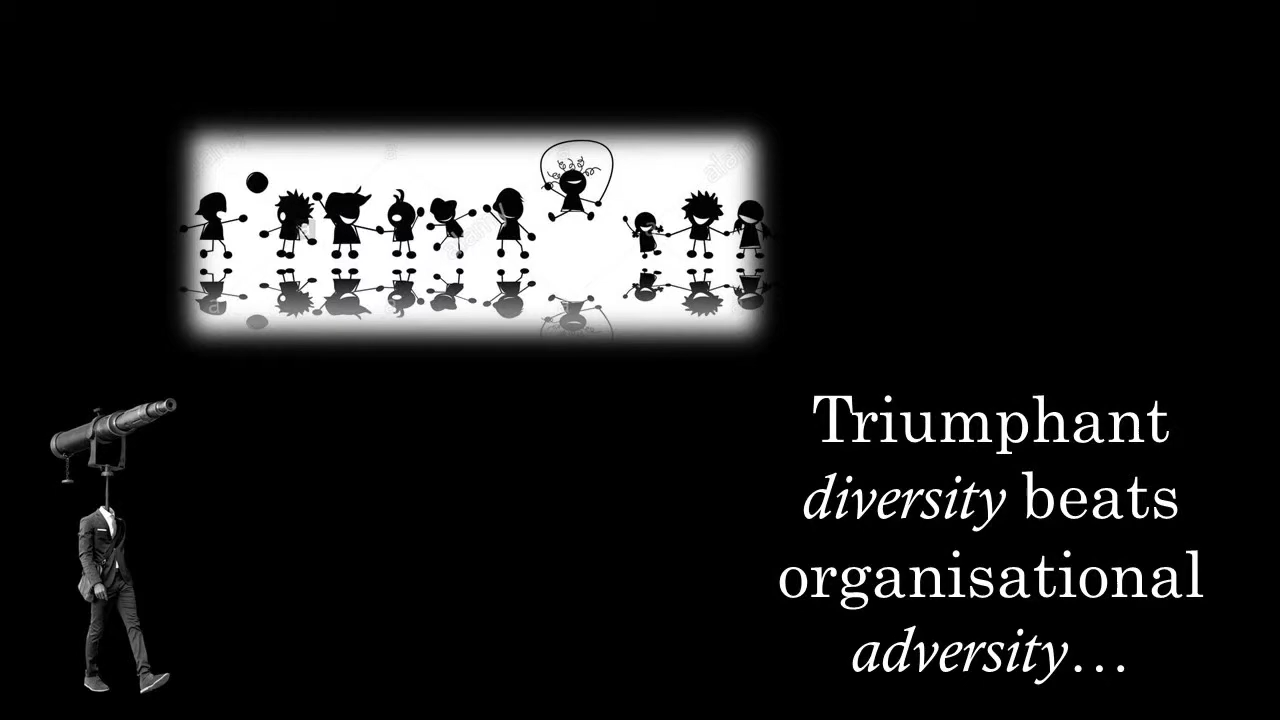 Triumphant
diversity beats
organisational
adversity...